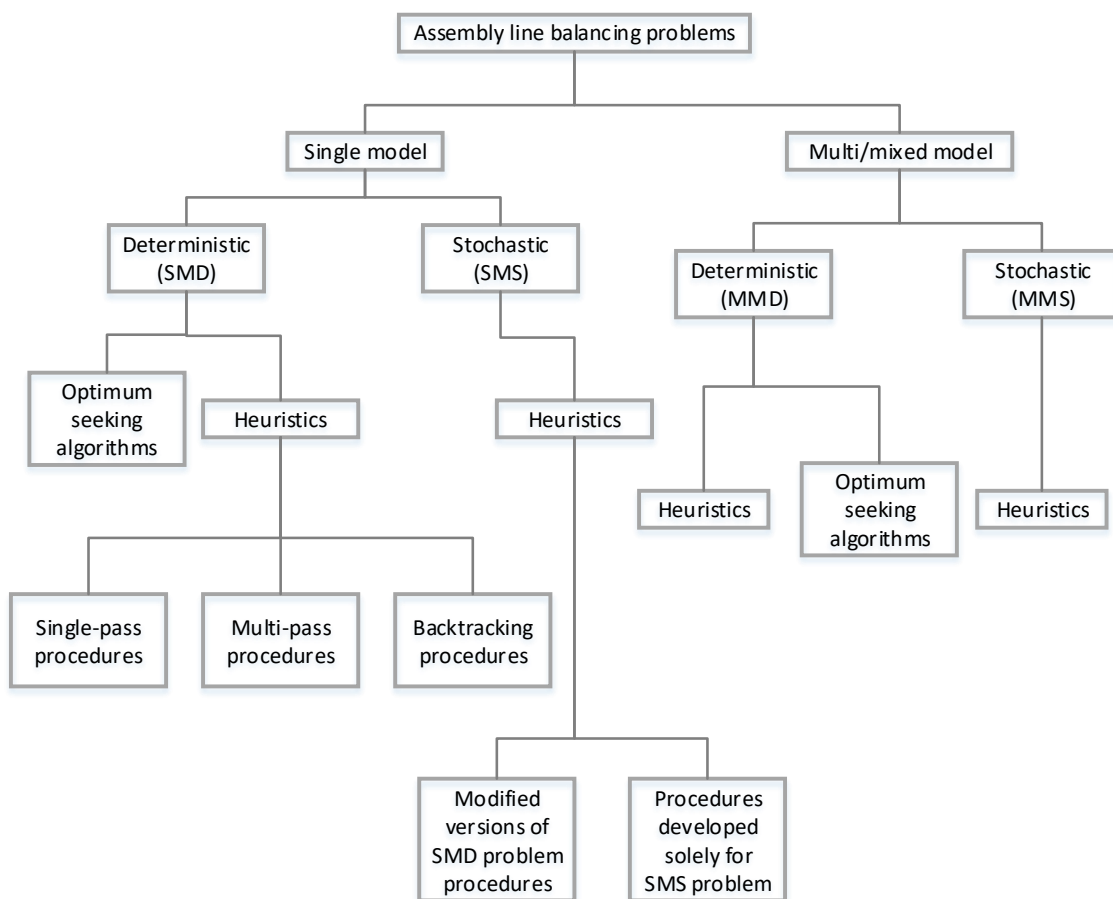 Assembly line balancing problems
Single model
Multi/mixed model
Deterministic
(SMD)
Stochastic
(SMS)
Deterministic
(MMD)
Stochastic
(MMS)
Optimum
seeking
algorithms
Heuristics
Heuristics
Heuristics
Optimum
seeking
algorithms
Heuristics
Single-pass
procedures
Multi-pass
procedures
Backtracking
procedures
Modified
versions of
SMD problem
procedures
Procedures
developed
solely for
SMS problem